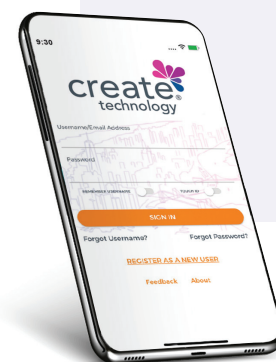 9:30
create®
technology
Username/Email Address
Password
REMEMBER USERNAME
TOUCH ID
SIGN IN
Forgot Username? Forgot Password?
REGISTER AS A NEW USER
Feedback About